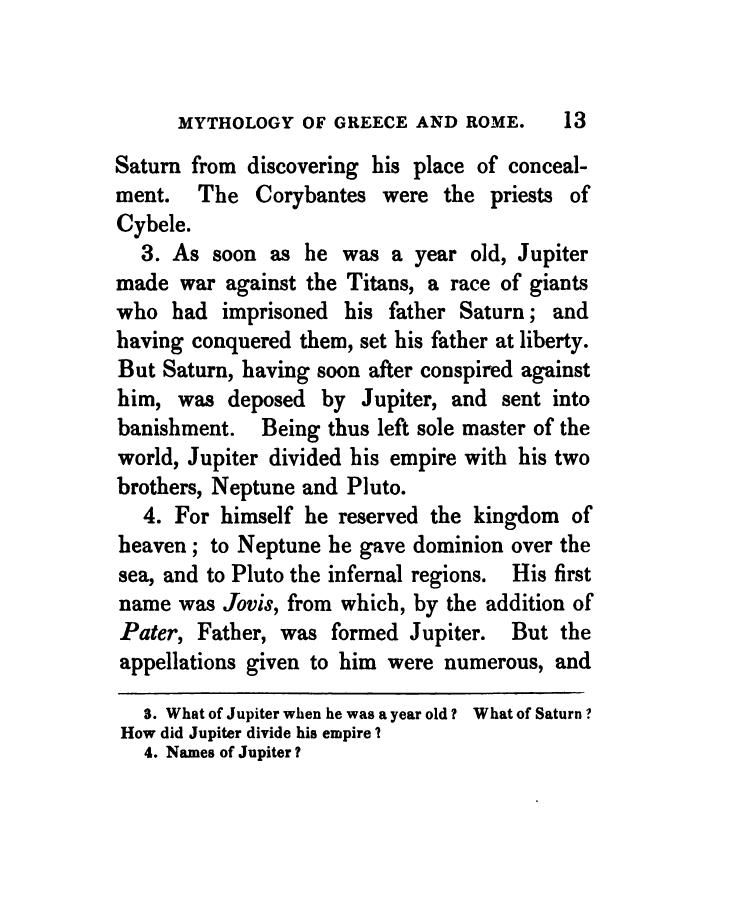 MYTHOLOGY OF GREECE AND ROME. 13
Saturn from discovering his place of conceal-
ment. The Corybantes were the priests of
Cybele.
3. As soon as he was a year old, Jupiter
made war against the Titans, a race of giants
who had imprisoned his father Saturn; and
having conquered them, set his father at liberty.
But Saturn, having soon after conspired against
him, was deposed by Jupiter, and sent into
banishment. Being thus left sole master of the
world, Jupiter divided his empire with his two
brothers, Neptune and Pluto.
4. For himself he reserved the kingdom of
heaven; to Neptune he gave dominion over the
sea, and to Pluto the infernal regions. His first
name was Jovis, from which, by the addition of
Pater, Father, was formed Jupiter. But the
appellations given to him were numerous, and
3. What of Jupiter when he was a year old? What of Saturn?
How did Jupiter divide his empire?
4. Names of Jupiter?